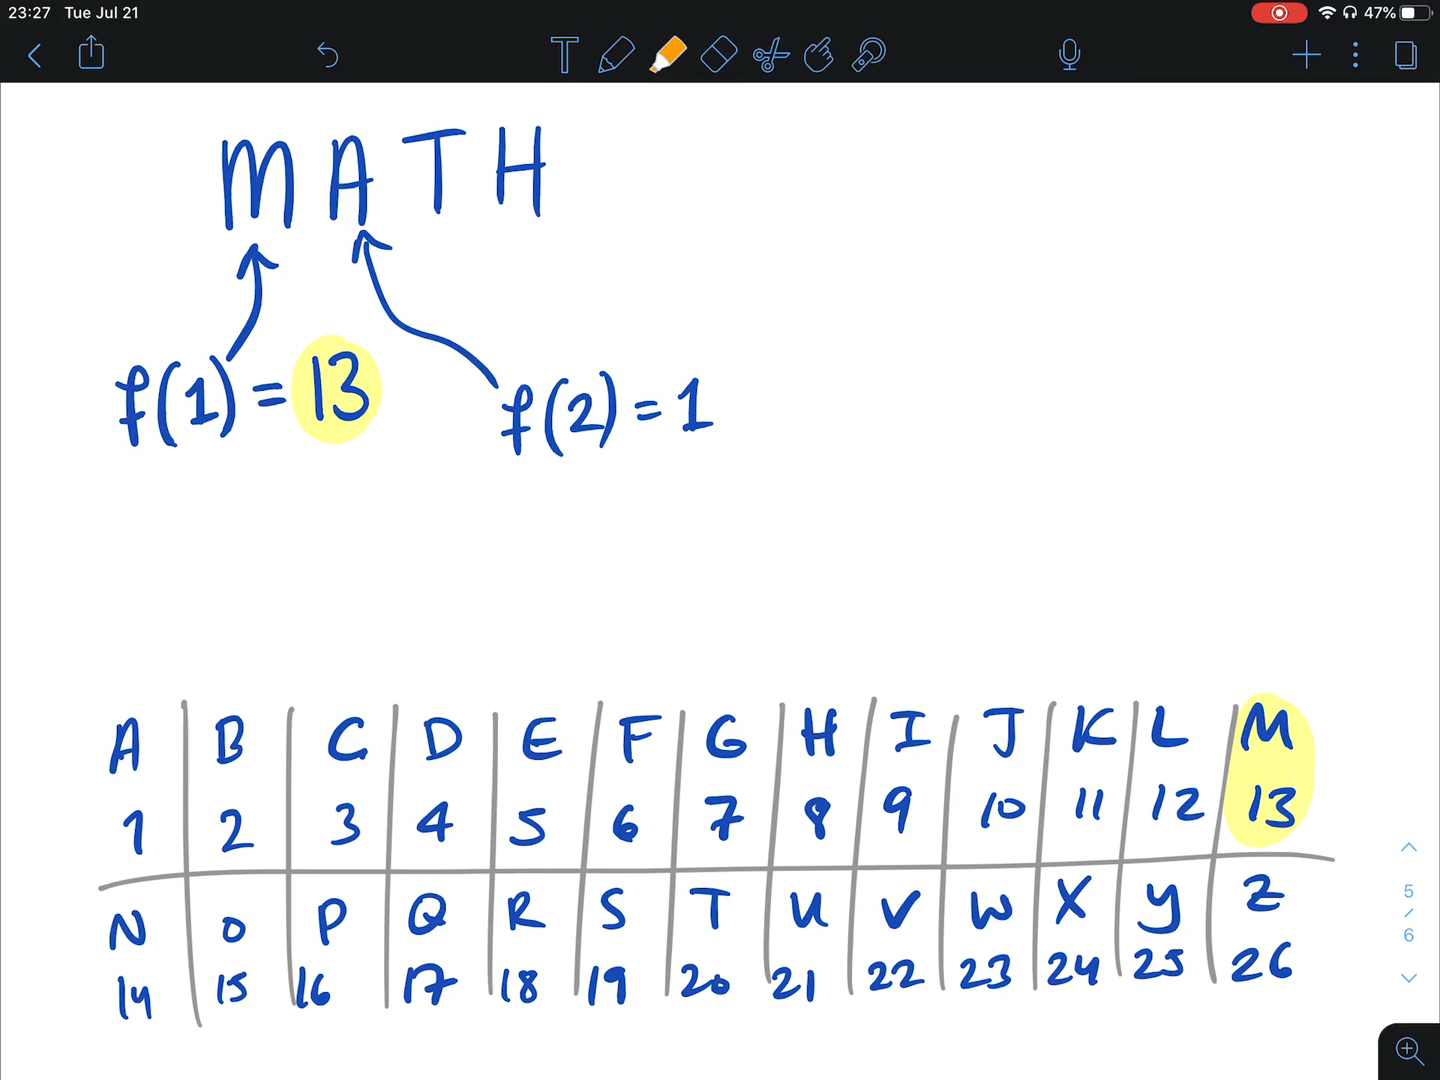 23:27 Tue Jul 21 47%
T
MATH
f(1) = 13 f(2) = 1
A B C D E F G H I J K L M
1 2 3 4 5 6 7 8 9 10 11 12 13
N O P Q R S T U V W X Y Z
14 15 16 17 18 19 20 21 22 23 24 25 26
5
/
6